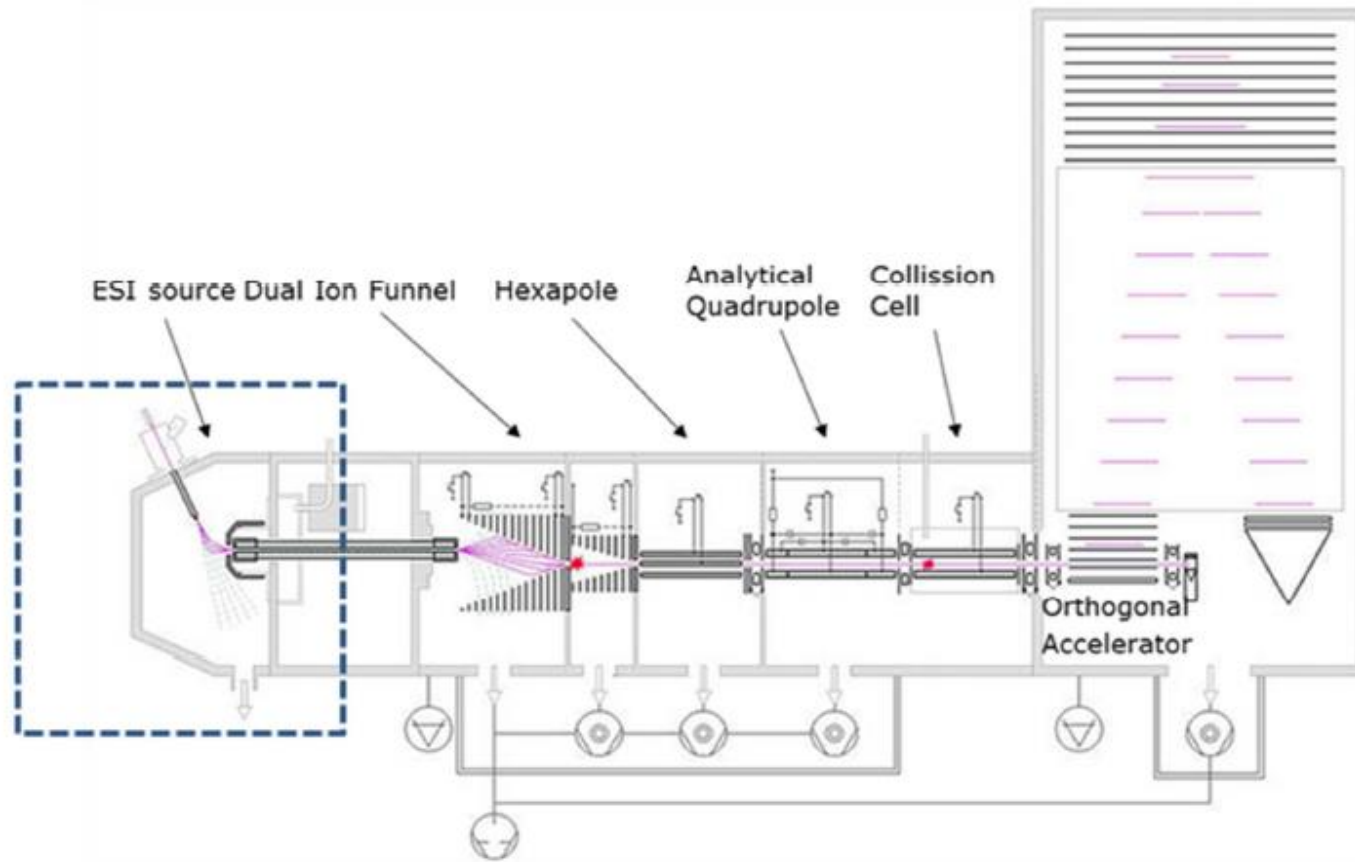 ESI source Dual Ion Funnel Hexapole
Analytical
Quadrupole
Collission
Cell
Orthogonal
Accelerator